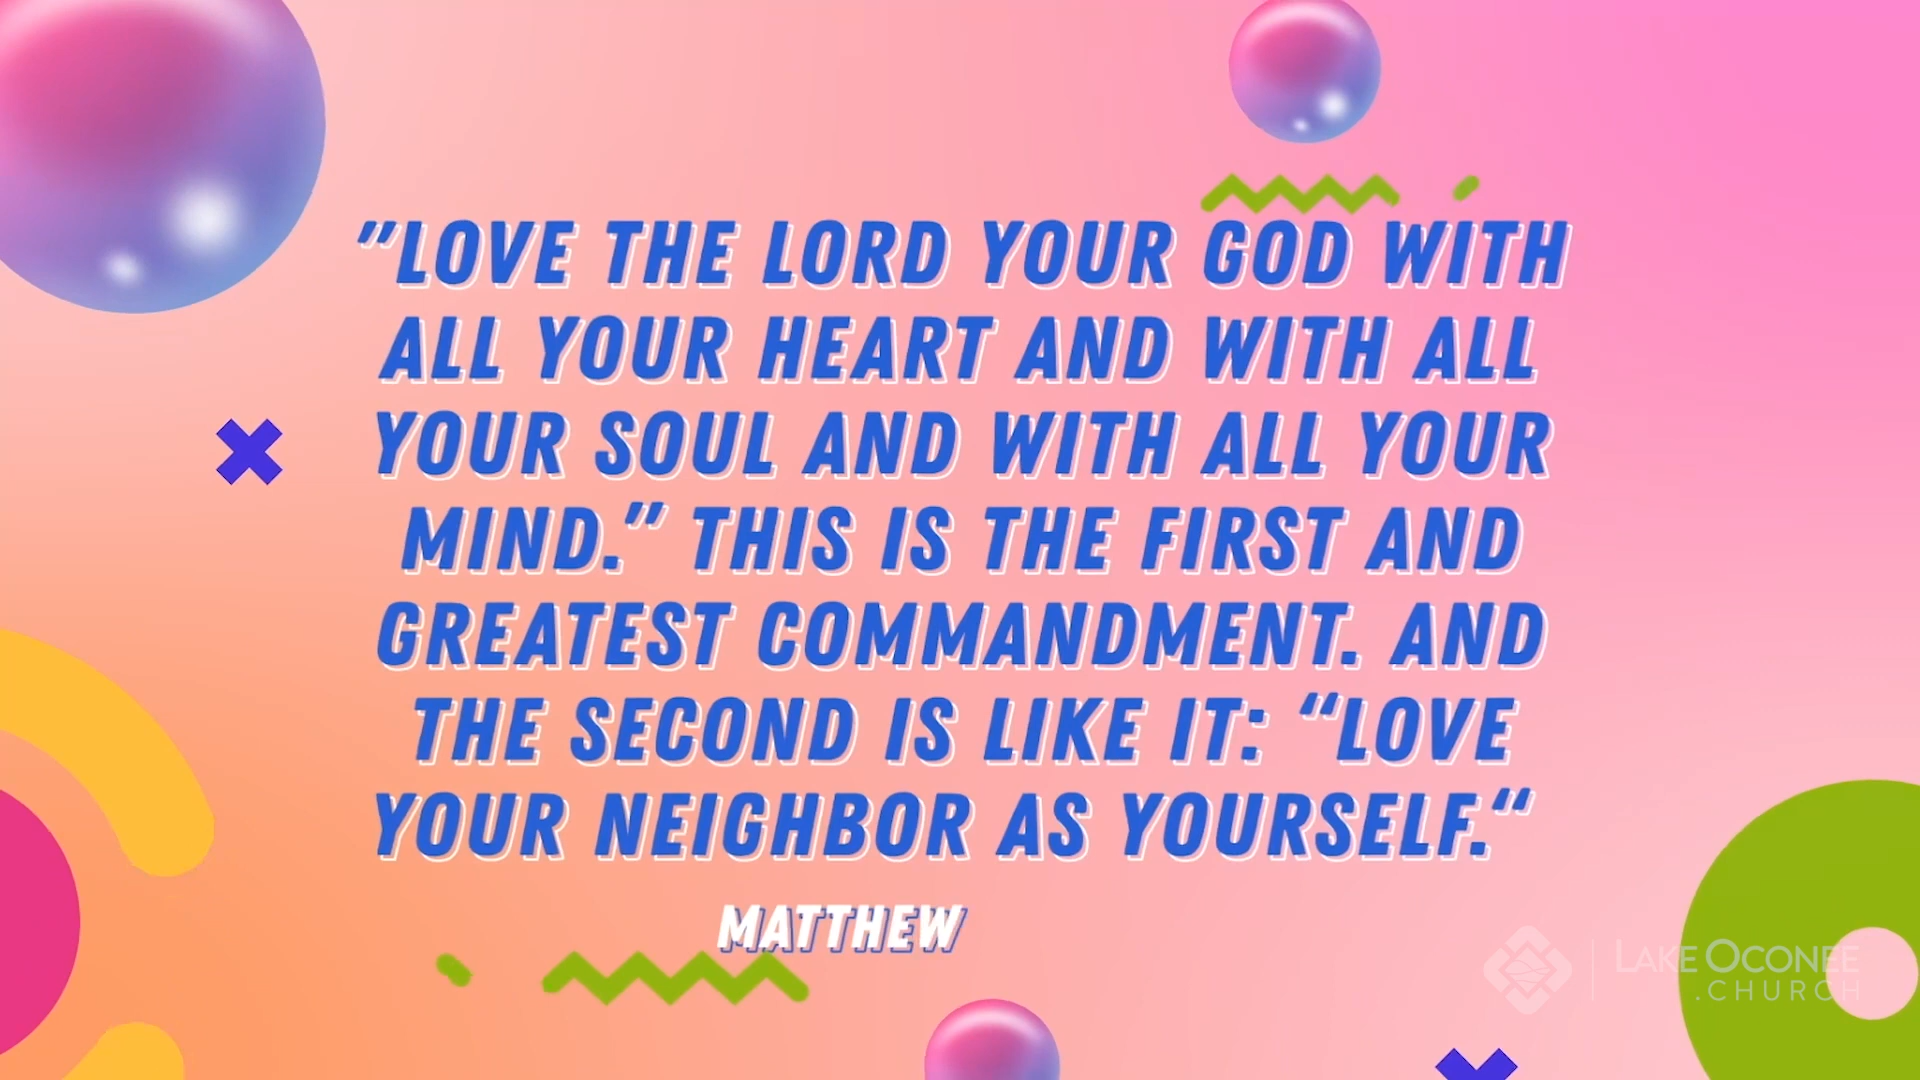 "LOVE THE LORD YOUR GOD WITH
ALL YOUR HEART AND WITH ALL
YOUR SOUL AND WITH ALL YOUR
MIND." THIS IS THE FIRST AND
GREATEST COMMANDMENT. AND
THE SECOND IS LIKE IT: “LOVE
YOUR NEIGHBOR AS YOURSELF.“
MATTHEW
LAKE OCONEE
.CHURCH